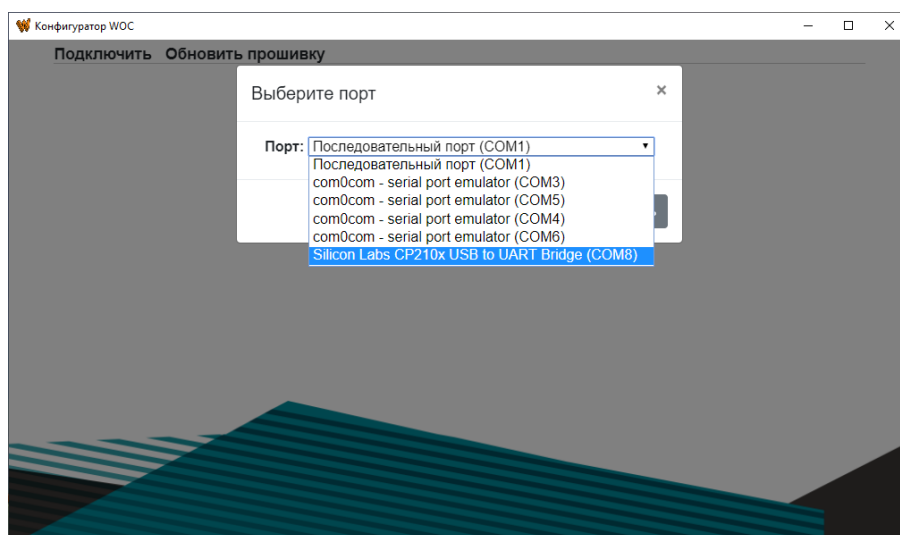 Конфигуратор WOC
Подключить Обновить прошивку
Выберите порт
Порт: Последовательный порт (COM1)
Последовательный порт (COM1)
com0com - serial port emulator (COM3)
com0com - serial port emulator (COM5)
com0com - serial port emulator (COM4)
com0com - serial port emulator (COM6)
Silicon Labs CP210x USB to UART Bridge (COM8)